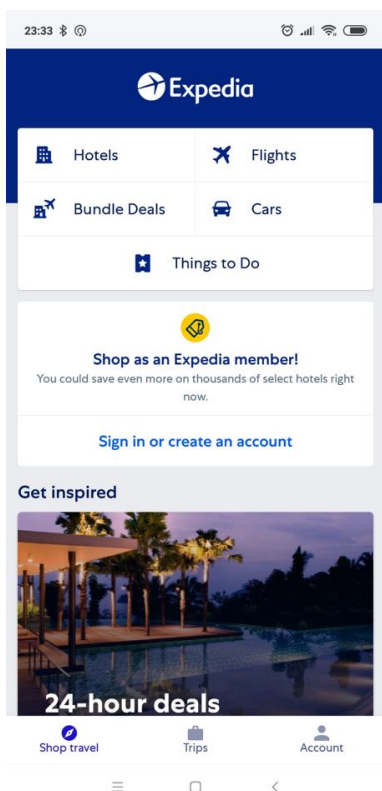 23:33
Expedia
Hotels
Flights
Bundle Deals
Cars
Things to Do
Shop as an Expedia member!
You could save even more on thousands of select hotels right
now.
Sign in or create an account
Get inspired
24-hour deals
Shop travel
Trips
Account